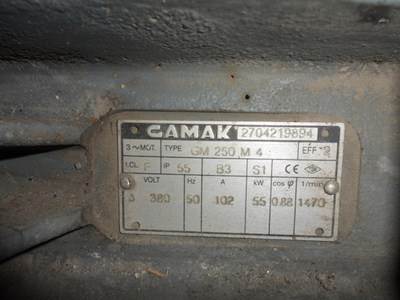 GAMAK 2704219894
3~MOT. TYPE GM 250 M 4 EFF 2
I.CL F IP 55 B3 S1 CE
VOLT HZ A kW cos φ 1/min
380 50 102 55 0.88 1470